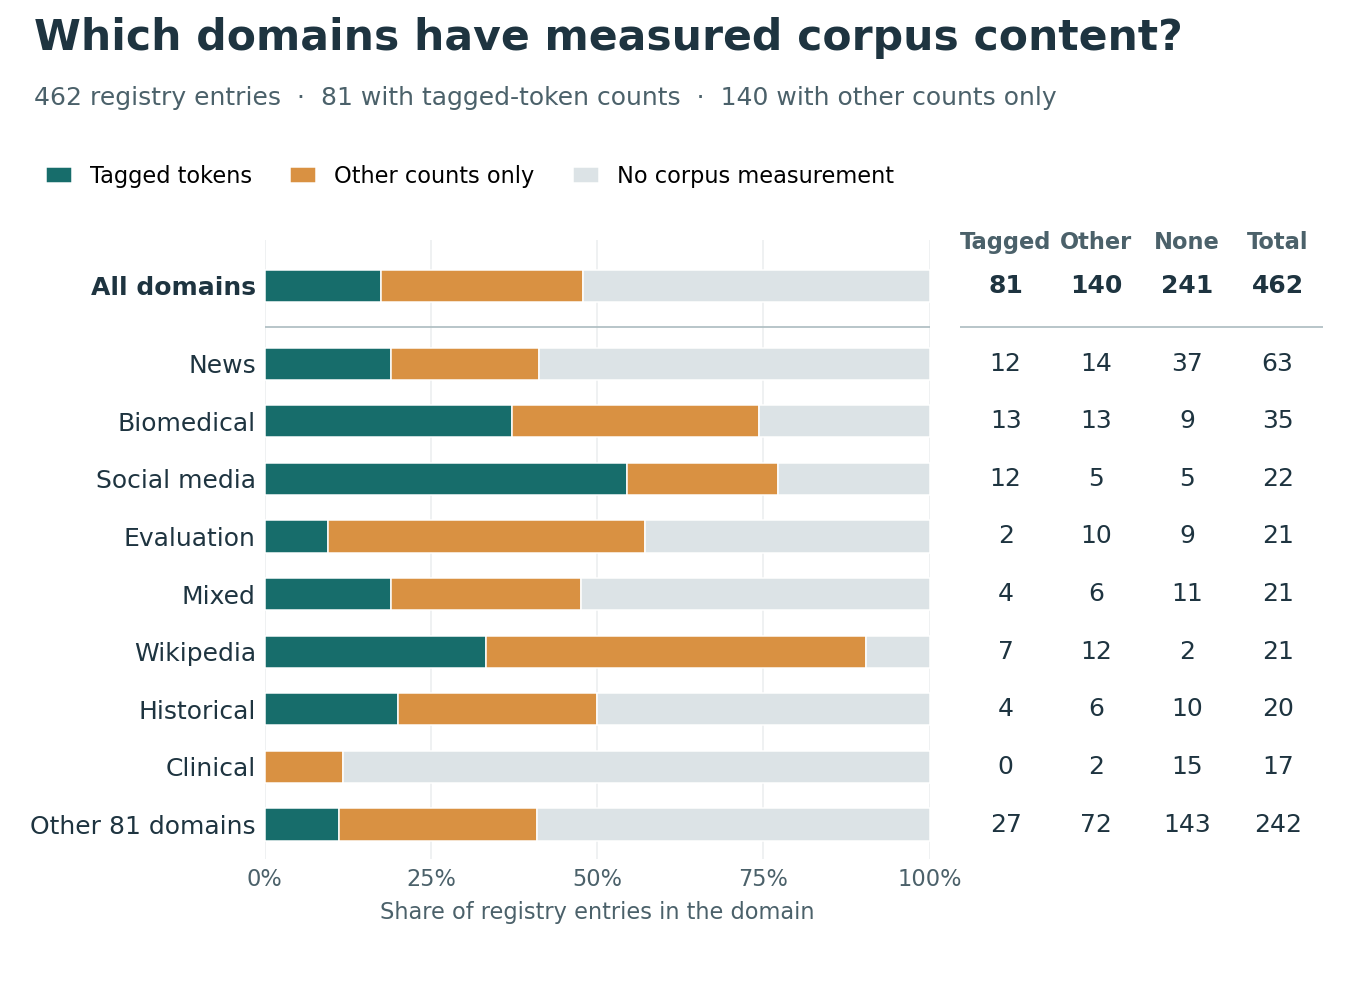 Which domains have measured corpus content?
462 registry entries · 81 with tagged-token counts · 140 with other counts only
Tagged tokens Other counts only No corpus measurement
Tagged Other None Total
All domains 81 140 241 462
News 12 14 37 63
Biomedical 13 13 9 35
Social media 12 5 5 22
Evaluation 2 10 9 21
Mixed 4 6 11 21
Wikipedia 7 12 2 21
Historical 4 6 10 20
Clinical 0 2 15 17
Other 81 domains 27 72 143 242
0% 25% 50% 75% 100%
Share of registry entries in the domain